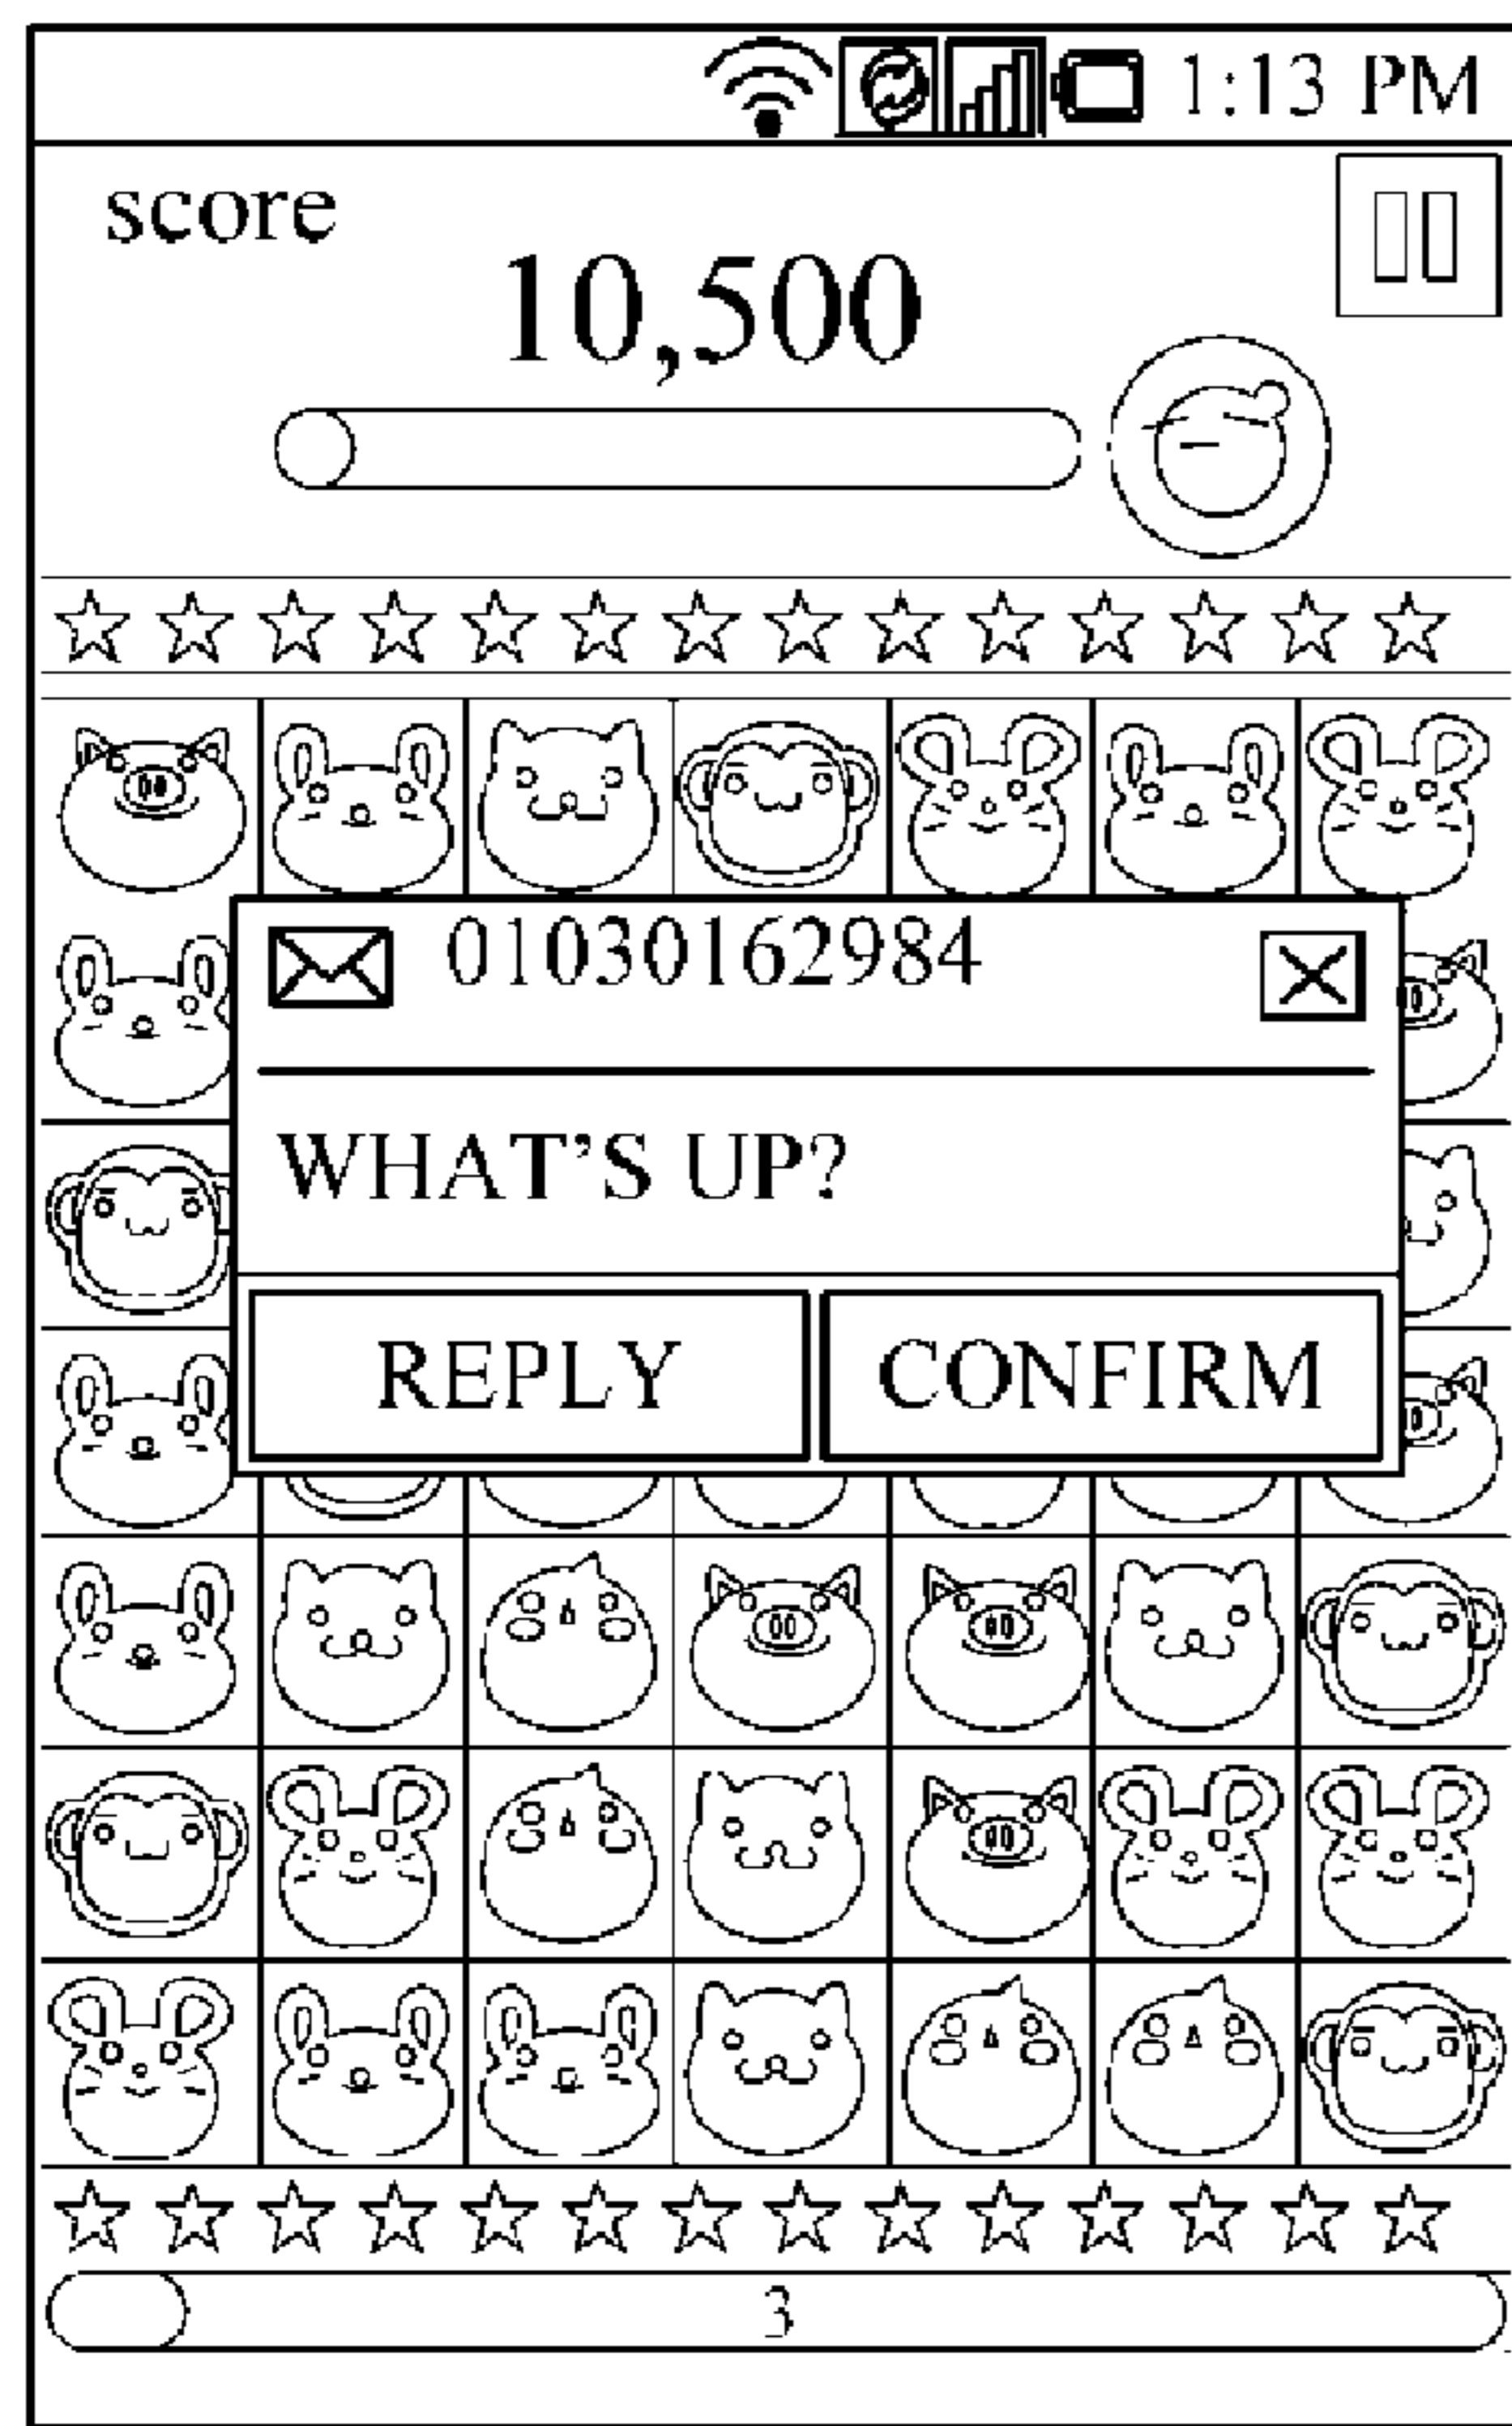 1:13 PM
score
10,500
01030162984
WHAT'S UP?
REPLY CONFIRM
3